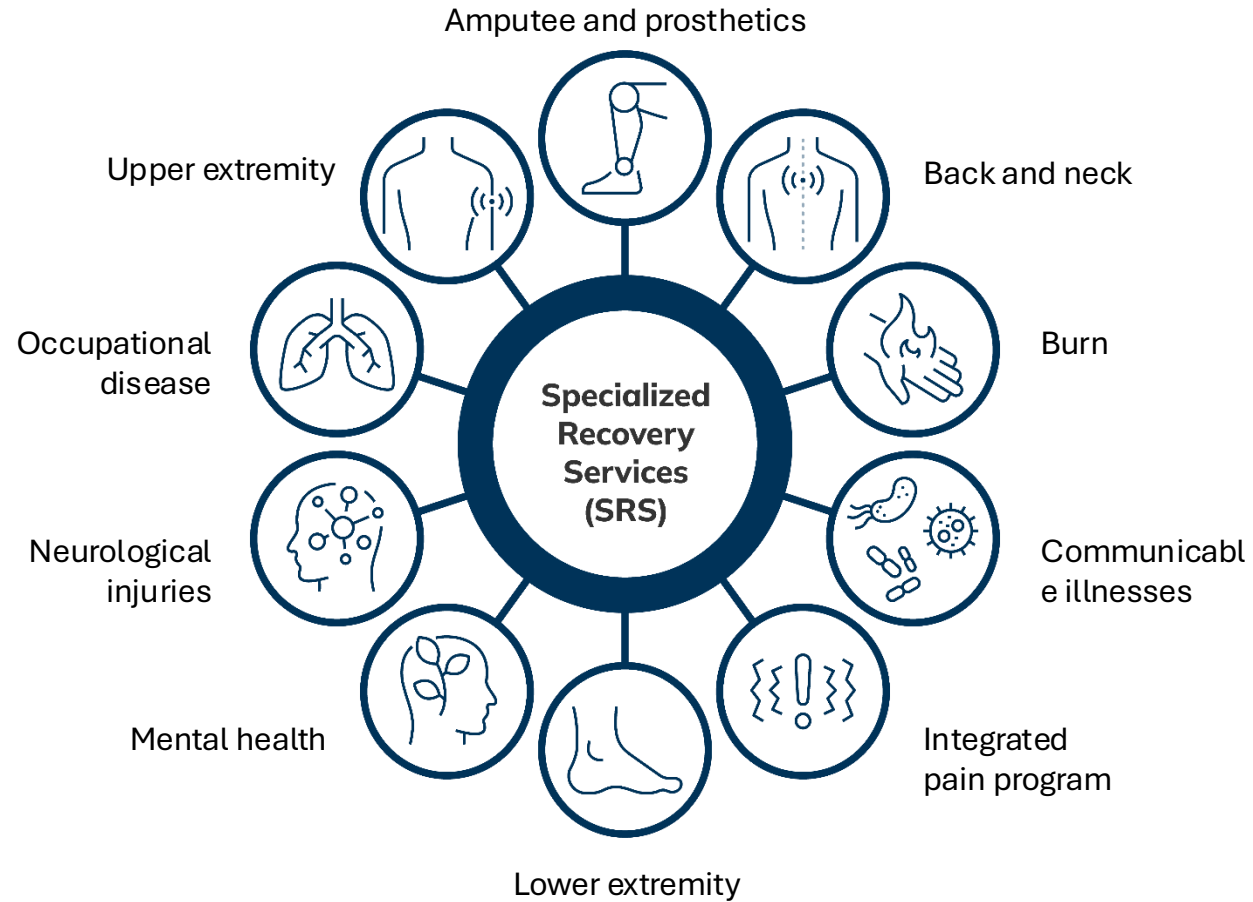 Amputee and prosthetics
Back and neck
Burn
Communicabl
e illnesses
Integrated
pain program
Lower extremity
Mental health
Neurological
injuries
Occupational
disease
Upper extremity
Specialized
Recovery
Services
(SRS)